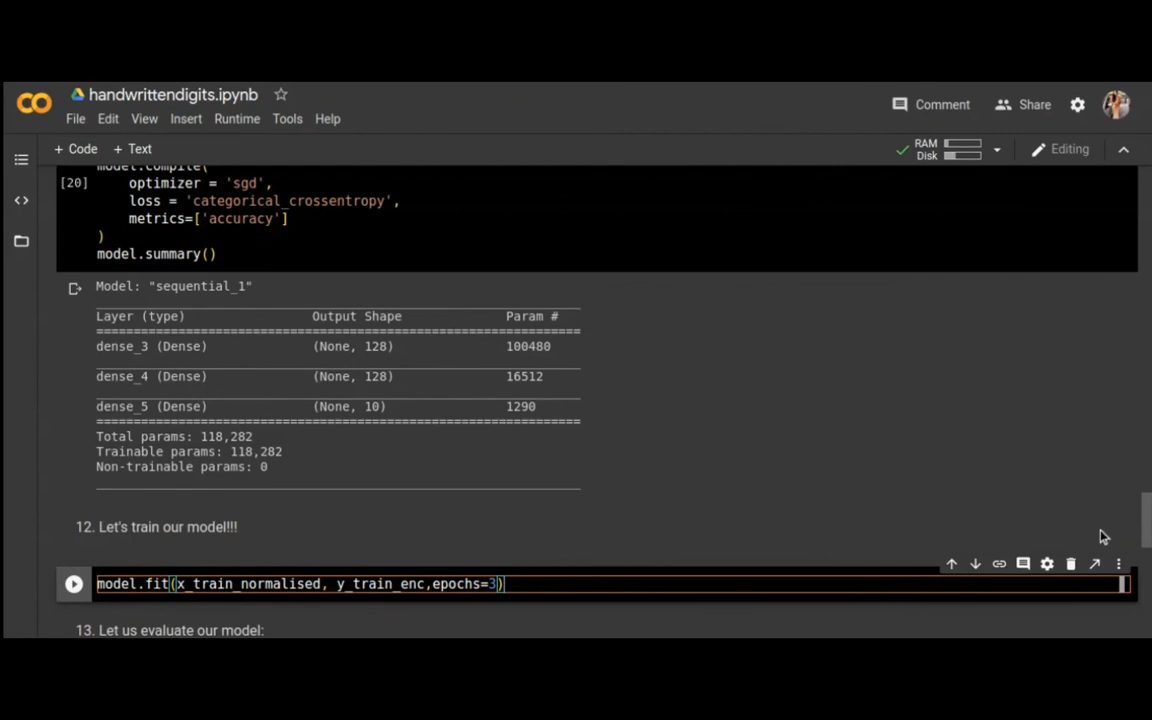 handwrittendigits.ipynb
Comment
Share
File Edit View Insert Runtime Tools Help
+ Code + Text
RAM
Disk
Editing
model.compile(
[20] optimizer = 'sgd',
loss = 'categorical_crossentropy',
metrics=['accuracy']
)
model.summary()
Model: "sequential_1"
Layer (type) Output Shape Param #
dense_3 (Dense) (None, 128) 100480
dense_4 (Dense) (None, 128) 16512
dense_5 (Dense) (None, 10) 1290
Total params: 118,282
Trainable params: 118,282
Non-trainable params: 0
12. Let's train our model!!!
model.fit(x_train_normalised, y_train_enc,epochs=3)
13. Let us evaluate our model: